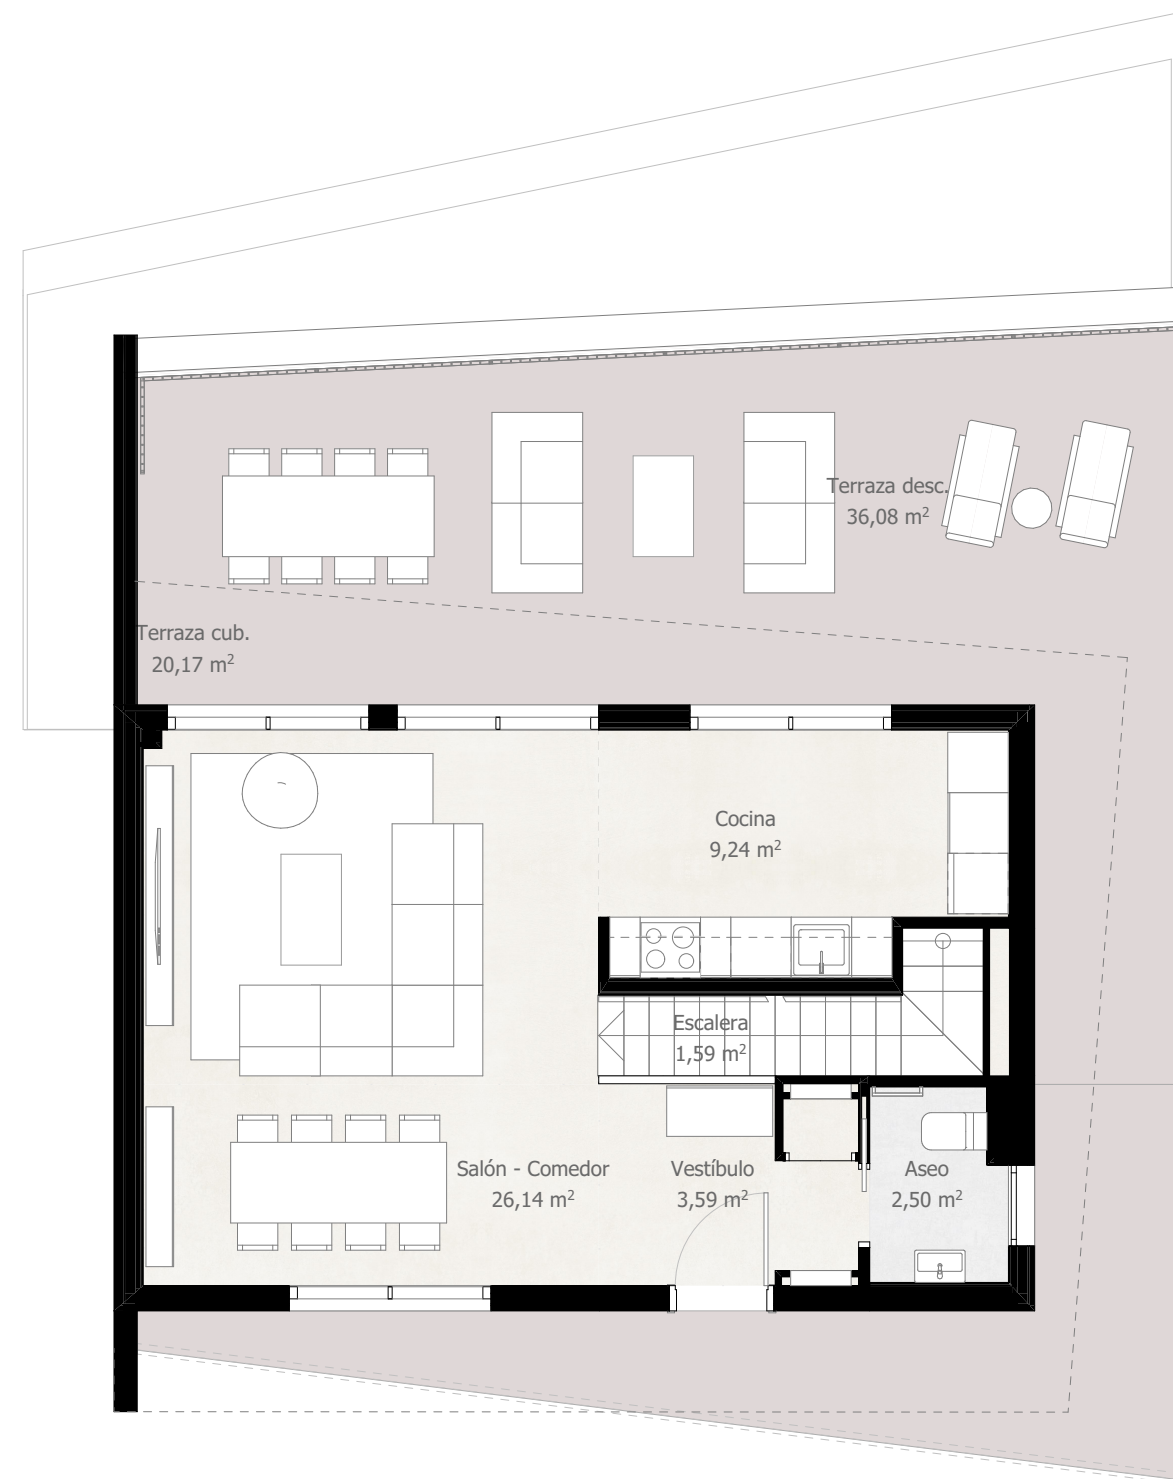 Terraza desc.
36,08 m²
Terraza cub.
20,17 m²
Cocina
9,24 m²
Escalera
1,59 m²
Salón - Comedor
26,14 m²
Vestíbulo
3,59 m²
Aseo
2,50 m²